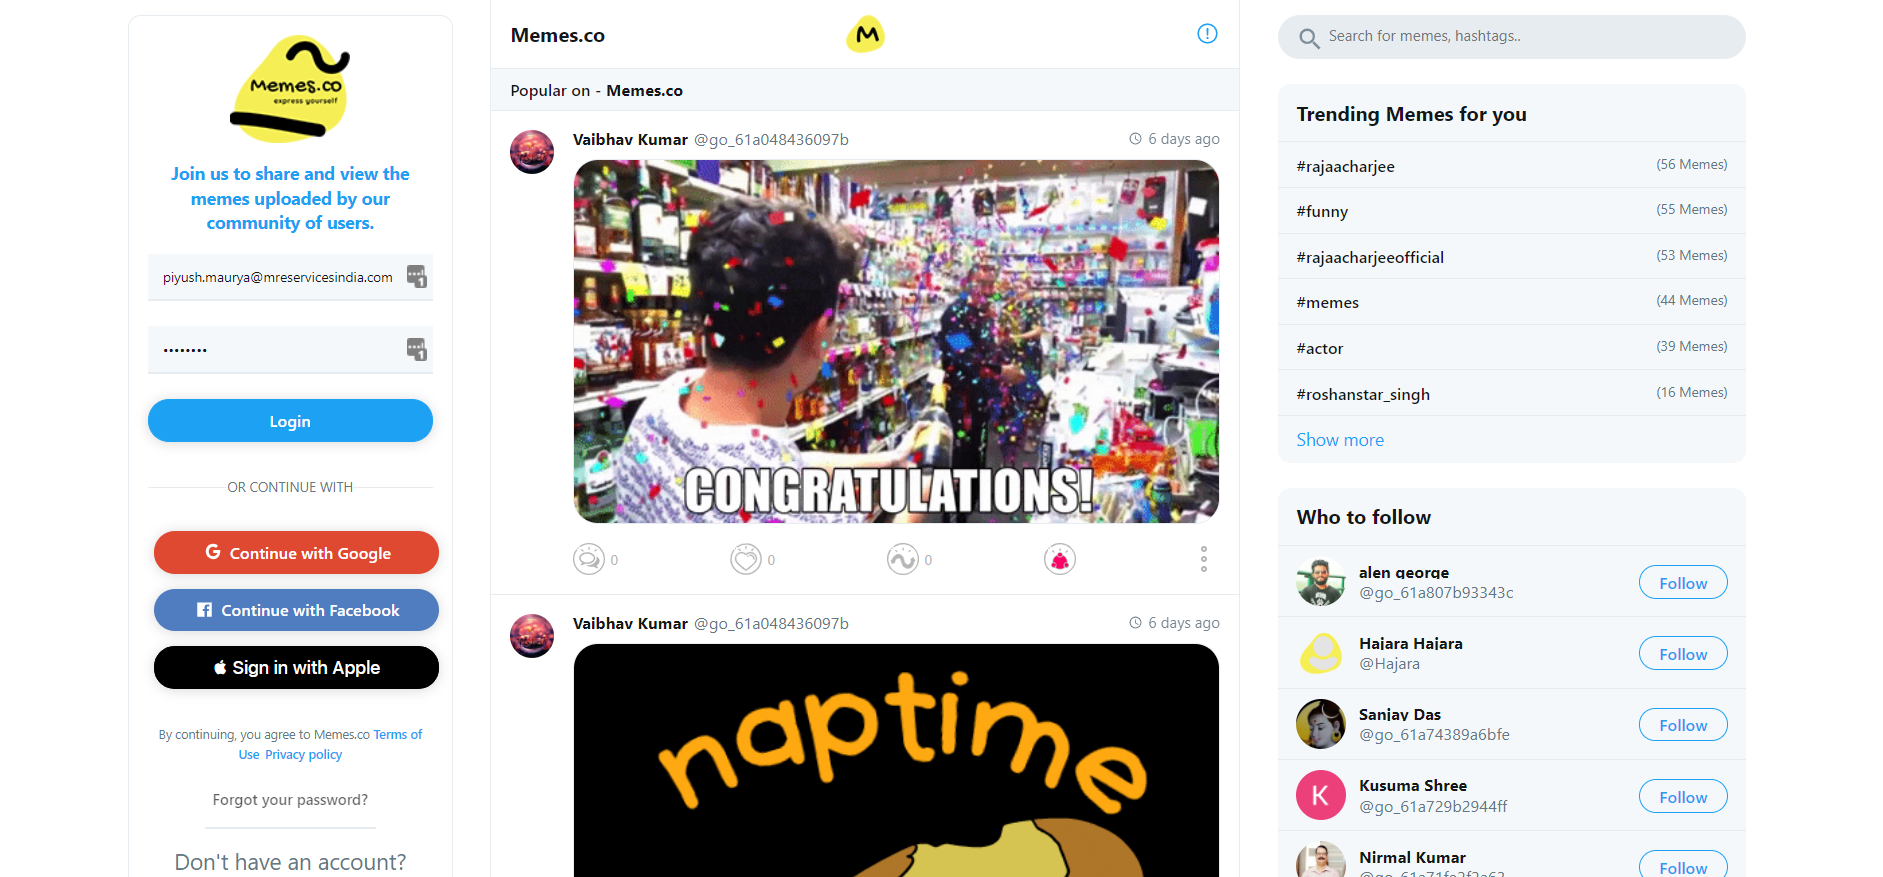 Memes.co
express yourself
Join us to share and view the
memes uploaded by our
community of users.
piyush.maurya@mreservicesindia.com
1
••••••••
1
Login
OR CONTINUE WITH
G Continue with Google
Continue with Facebook
Sign in with Apple
By continuing, you agree to Memes.co Terms of
Use Privacy policy
Forgot your password?
Don't have an account?
Memes.co
M
Popular on - Memes.co
Vaibhav Kumar @go_61a048436097b
6 days ago
CONGRATULATIONS!
0
0
0
Vaibhav Kumar @go_61a048436097b
6 days ago
naptime
Search for memes, hashtags..
Trending Memes for you
#rajaacharjee (56 Memes)
#funny (55 Memes)
#rajaacharjeeofficial (53 Memes)
#memes (44 Memes)
#actor (39 Memes)
#roshanstar_singh (16 Memes)
Show more
Who to follow
alen george
@go_61a807b93343c
Follow
Hajara Hajara
@Hajara
Follow
Sanjay Das
@go_61a74389a6bfe
Follow
K
Kusuma Shree
@go_61a729b2944ff
Follow
Nirmal Kumar
Follow